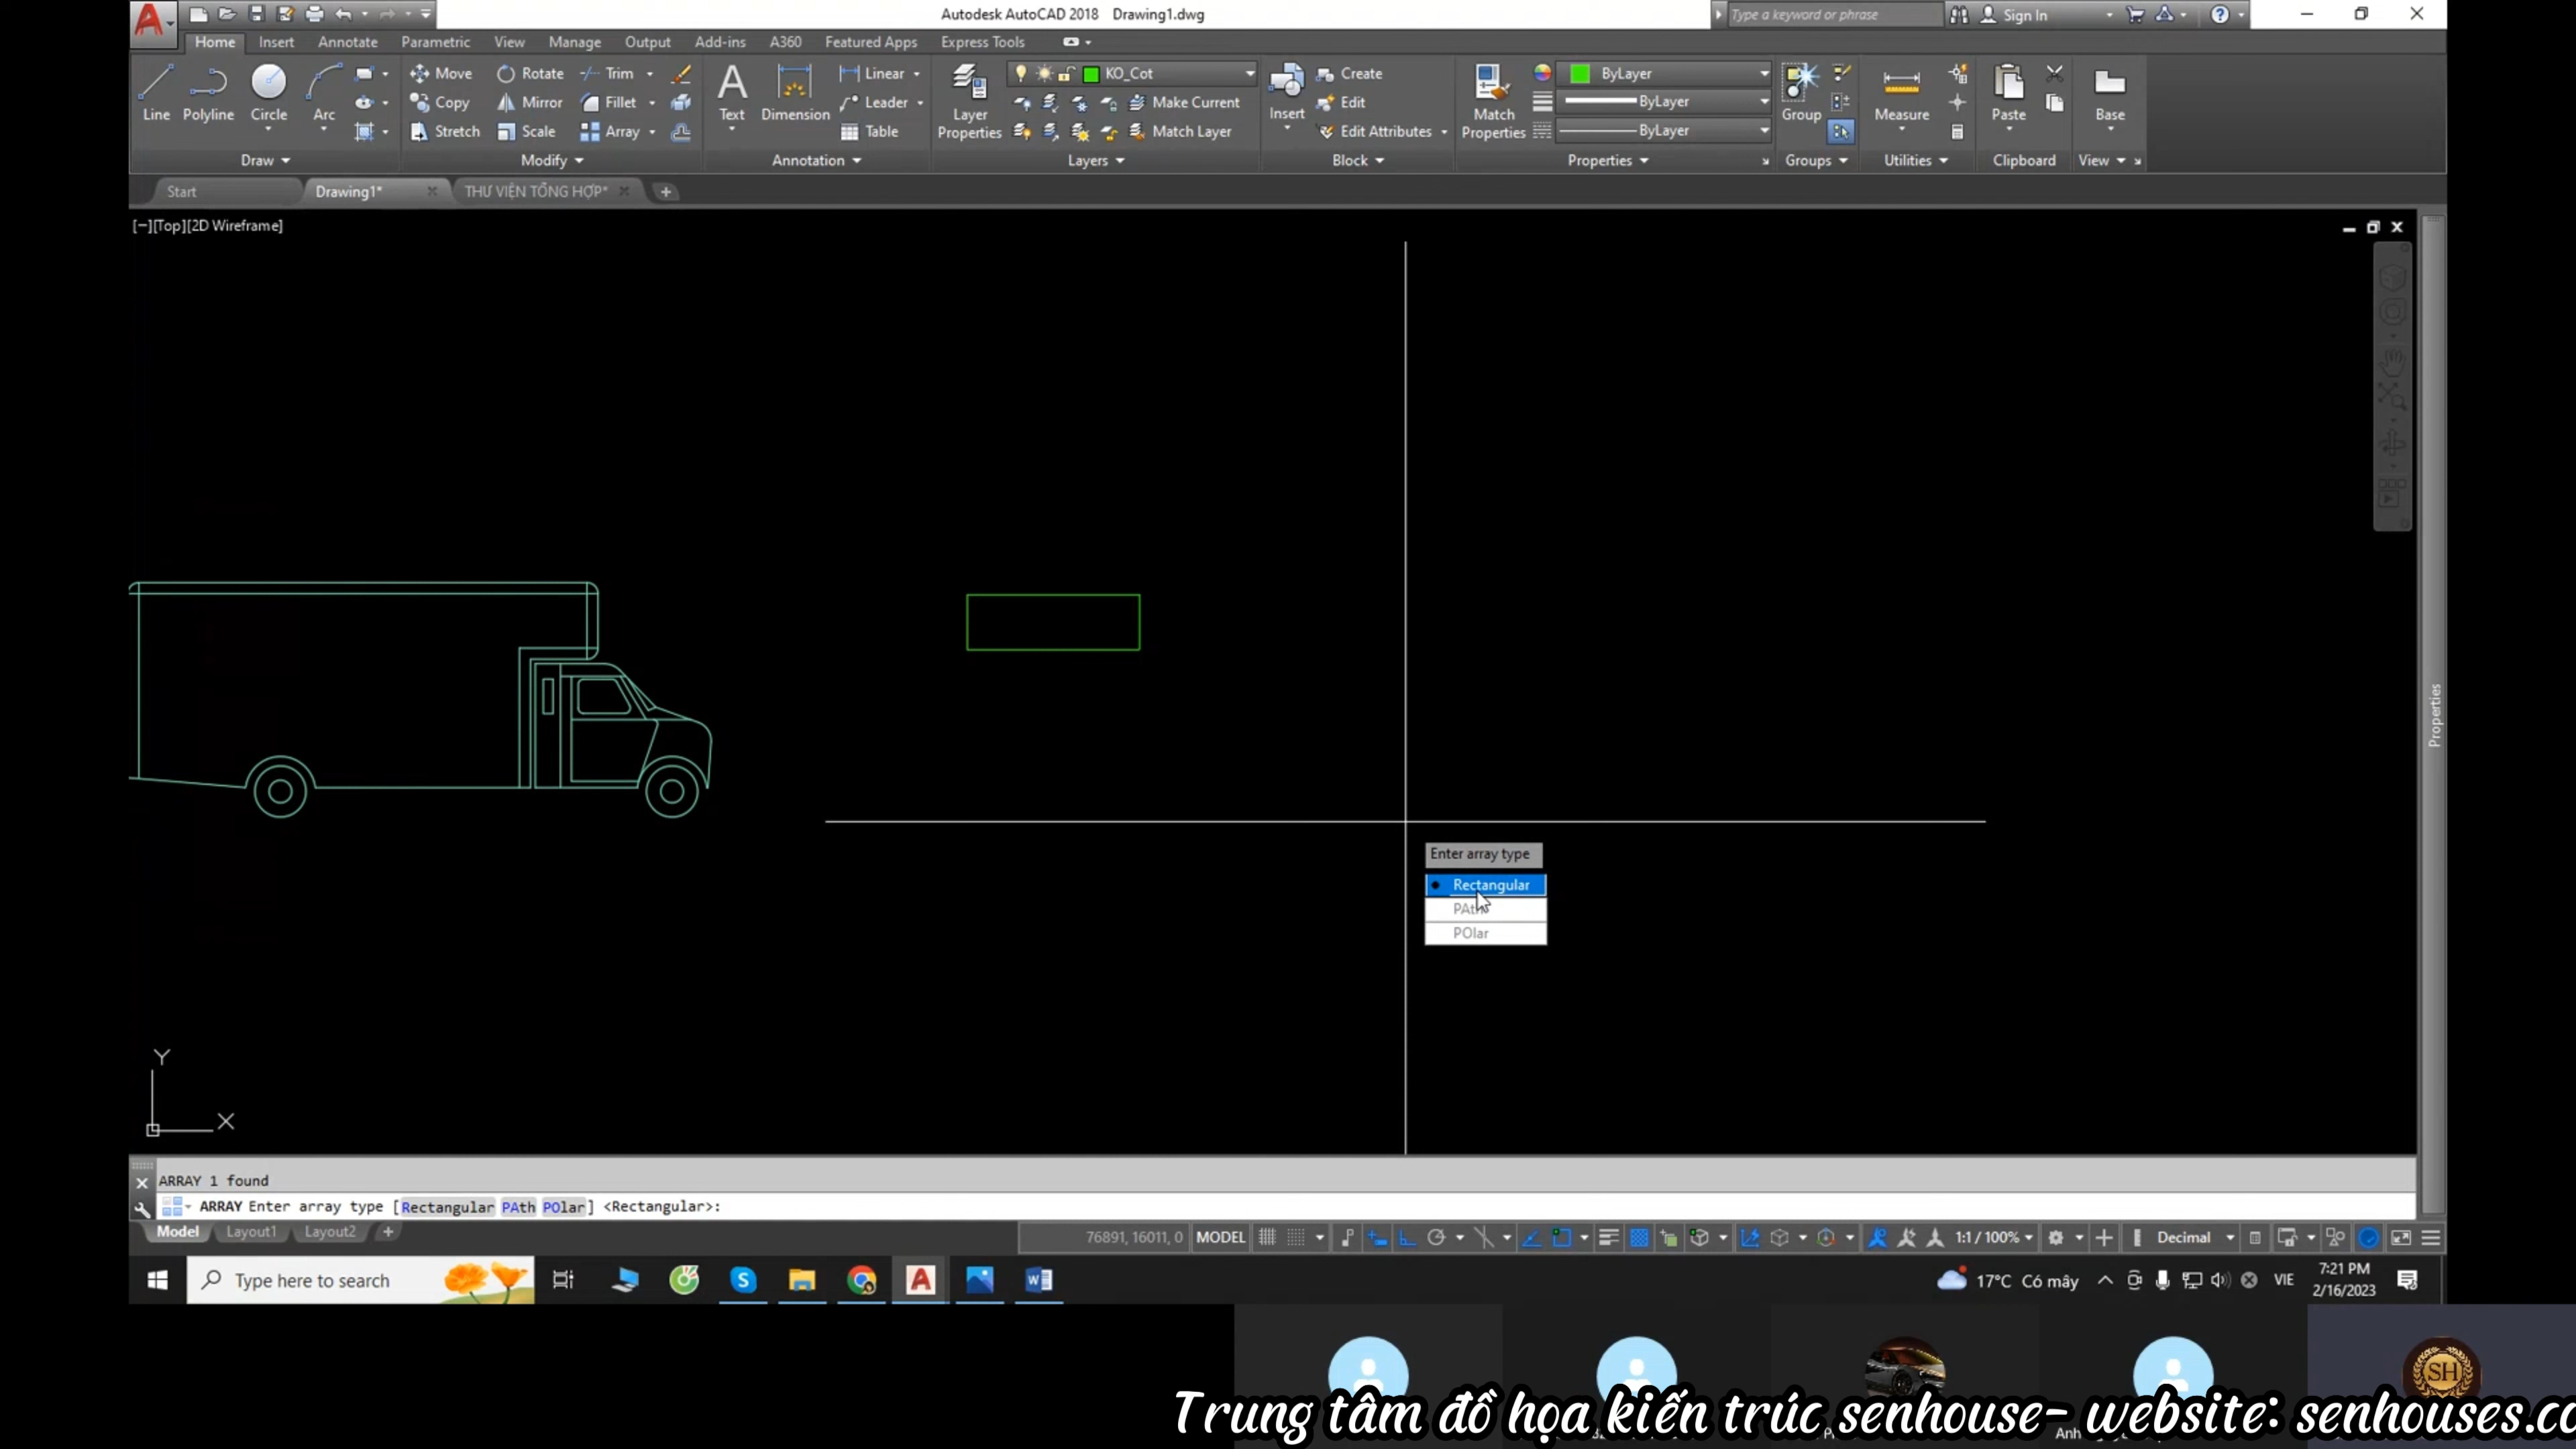 Autodesk AutoCAD 2018 Drawing1.dwg
Type a keyword or phrase
Sign In
Home Insert Annotate Parametric View Manage Output Add-ins A360 Featured Apps Express Tools
Line Polyline Circle Arc
Move Rotate Trim
Copy Mirror Fillet
Stretch Scale Array
Text Dimension
Linear
Leader
Table
Layer Properties
KO_Cot
Make Current
Match Layer
Insert
Create
Edit
Edit Attributes
Match Properties
ByLayer
ByLayer
ByLayer
Group
Measure
Paste
Base
Draw Modify Annotation Layers Block Properties Groups Utilities Clipboard View
Start Drawing1* THƯ VIỆN TỔNG HỢP*
[−][Top][2D Wireframe]
Properties
Enter array type
Rectangular
PAth
POlar
Y
X
ARRAY 1 found
ARRAY Enter array type [Rectangular PAth POlar] <Rectangular>:
Model Layout1 Layout2
76891, 16011, 0 MODEL
1:1 / 100%
Decimal
Type here to search
17°C Có mây
VIE
7:21 PM
2/16/2023
SH
Trung tâm đồ họa kiến trúc senhouse- website: senhouses.co